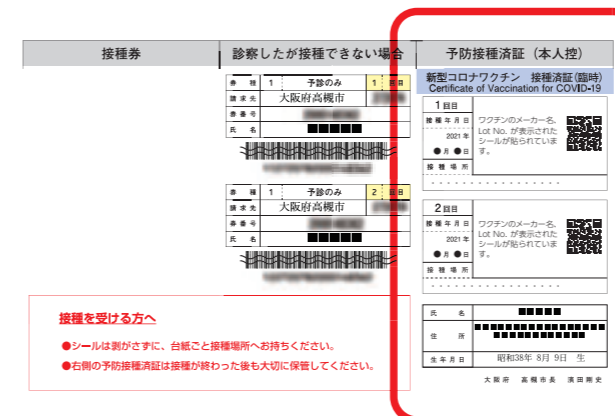 接種券
診察したが接種できない場合
予防接種済証（本人控）
券種 1 予診のみ 1 回目
請求先 大阪府高槻市
券番号
氏名 ■■■■■
券種 1 予診のみ 2 回目
請求先 大阪府高槻市
券番号
氏名 ■■■■■
接種を受ける方へ
●シールは剥がさずに、台紙ごと接種場所へお持ちください。
●右側の予防接種済証は接種が終わった後も大切に保管してください。
新型コロナワクチン 接種済証(臨時)
Certificate of Vaccination for COVID-19
1回目
接種年月日
2021年
●月●日
ワクチンのメーカー名、
Lot No. が表示された
シールが貼られていま
す。
接種場所
・・・・・・・・・・・・・・・・・
2回目
接種年月日
2021年
●月●日
ワクチンのメーカー名、
Lot No. が表示された
シールが貼られていま
す。
接種場所
・・・・・・・・・・・・・・・・・
氏名 ■■■■■
住所 ■■■■■■■■■■■■■■■■
■■■■■■■■■■■■
生年月日 昭和38年 8月 9日 生
大阪府 高槻市長 濱田剛史